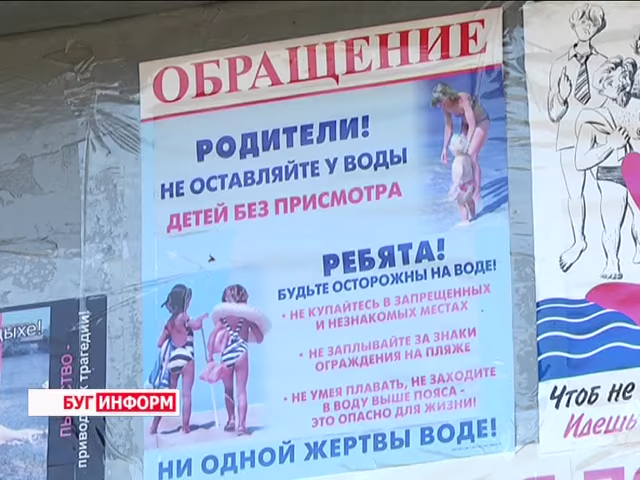 ОБРАЩЕНИЕ
РОДИТЕЛИ!
НЕ ОСТАВЛЯЙТЕ У ВОДЫ
ДЕТЕЙ БЕЗ ПРИСМОТРА
РЕБЯТА!
БУДЬТЕ ОСТОРОЖНЫ НА ВОДЕ!
• НЕ КУПАЙТЕСЬ В ЗАПРЕЩЕННЫХ
И НЕЗНАКОМЫХ МЕСТАХ
• НЕ ЗАПЛЫВАЙТЕ ЗА ЗНАКИ
ОГРАЖДЕНИЯ НА ПЛЯЖЕ
• НЕ УМЕЯ ПЛАВАТЬ, НЕ ЗАХОДИТЕ
В ВОДУ ВЫШЕ ПОЯСА -
ЭТО ОПАСНО ДЛЯ ЖИЗНИ!
НИ ОДНОЙ ЖЕРТВЫ ВОДЕ!
Чтоб не
Идешь
БУГИНФОРМ